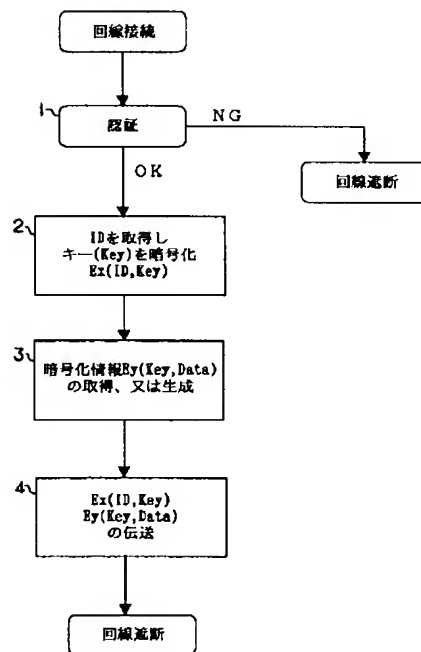 回線接続
1
認証
NG
OK
回線遮断
2
IDを取得し
キー(Key)を暗号化
Ex(ID,Key)
3
暗号化情報Ey(Key,Data)
の取得、又は生成
4
Ex(ID,Key)
Ey(Key,Data)
の伝送
回線遮断